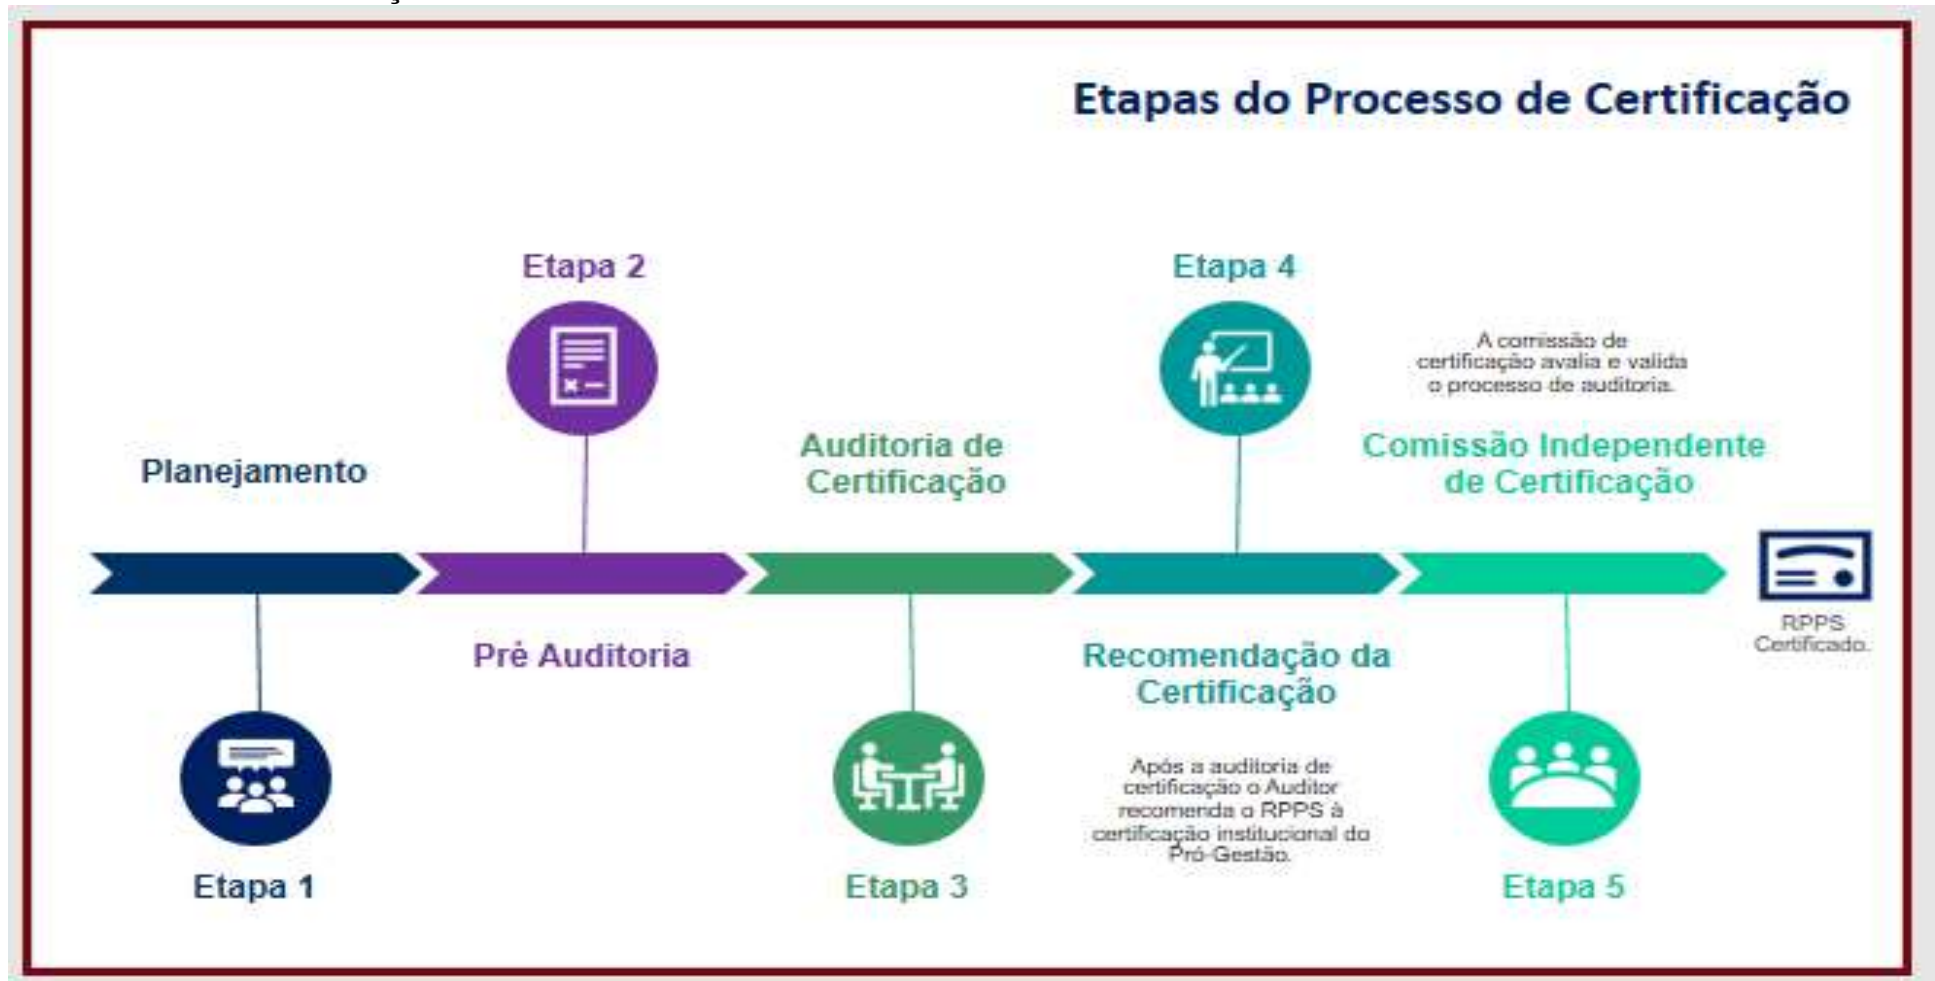 Etapas do Processo de Certificação
Etapa 2
Etapa 4
A comissão de
certificação avalia e valida
o processo de auditoria.
Planejamento
Auditoria de
Certificação
Comissão Independente
de Certificação
RPPS
Certificado.
Pré Auditoria
Recomendação da
Certificação
Após a auditoria de
certificação o Auditor
recomenda o RPPS à
certificação institucional do
Pró-Gestão.
Etapa 1
Etapa 3
Etapa 5